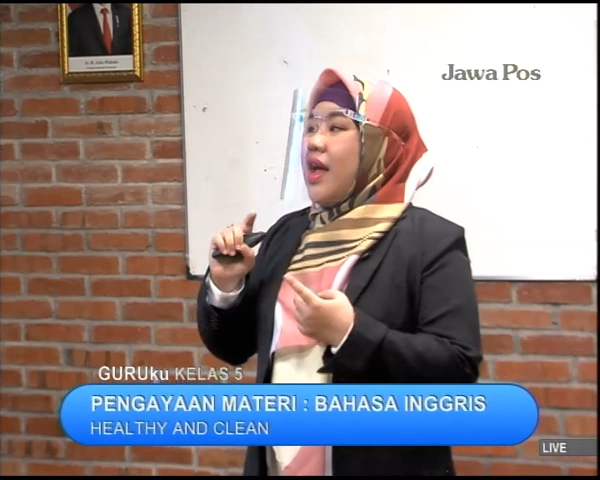 Jawa Pos
GURUku KELAS 5
PENGAYAAN MATERI : BAHASA INGGRIS
HEALTHY AND CLEAN
LIVE